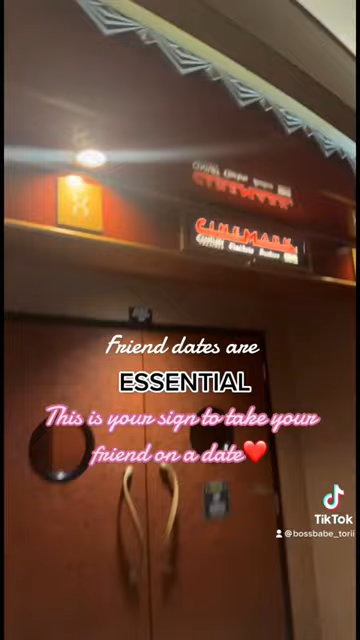 CINEMARK
Friend dates are
ESSENTIAL
This is your sign to take your
friend on a date❤️
TikTok
@bossbabe_torii